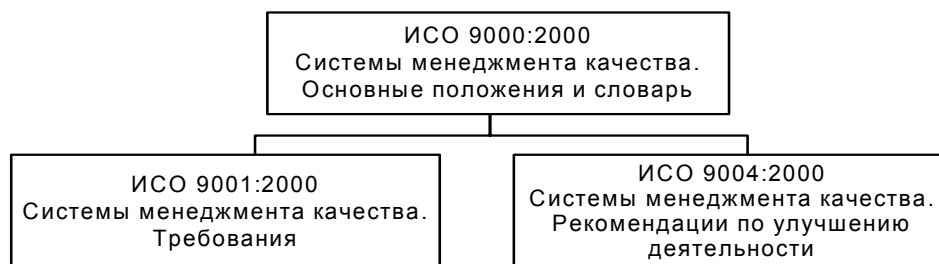 ИСО 9000:2000
Системы менеджмента качества.
Основные положения и словарь
ИСО 9001:2000
Системы менеджмента качества.
Требования
ИСО 9004:2000
Системы менеджмента качества.
Рекомендации по улучшению
деятельности